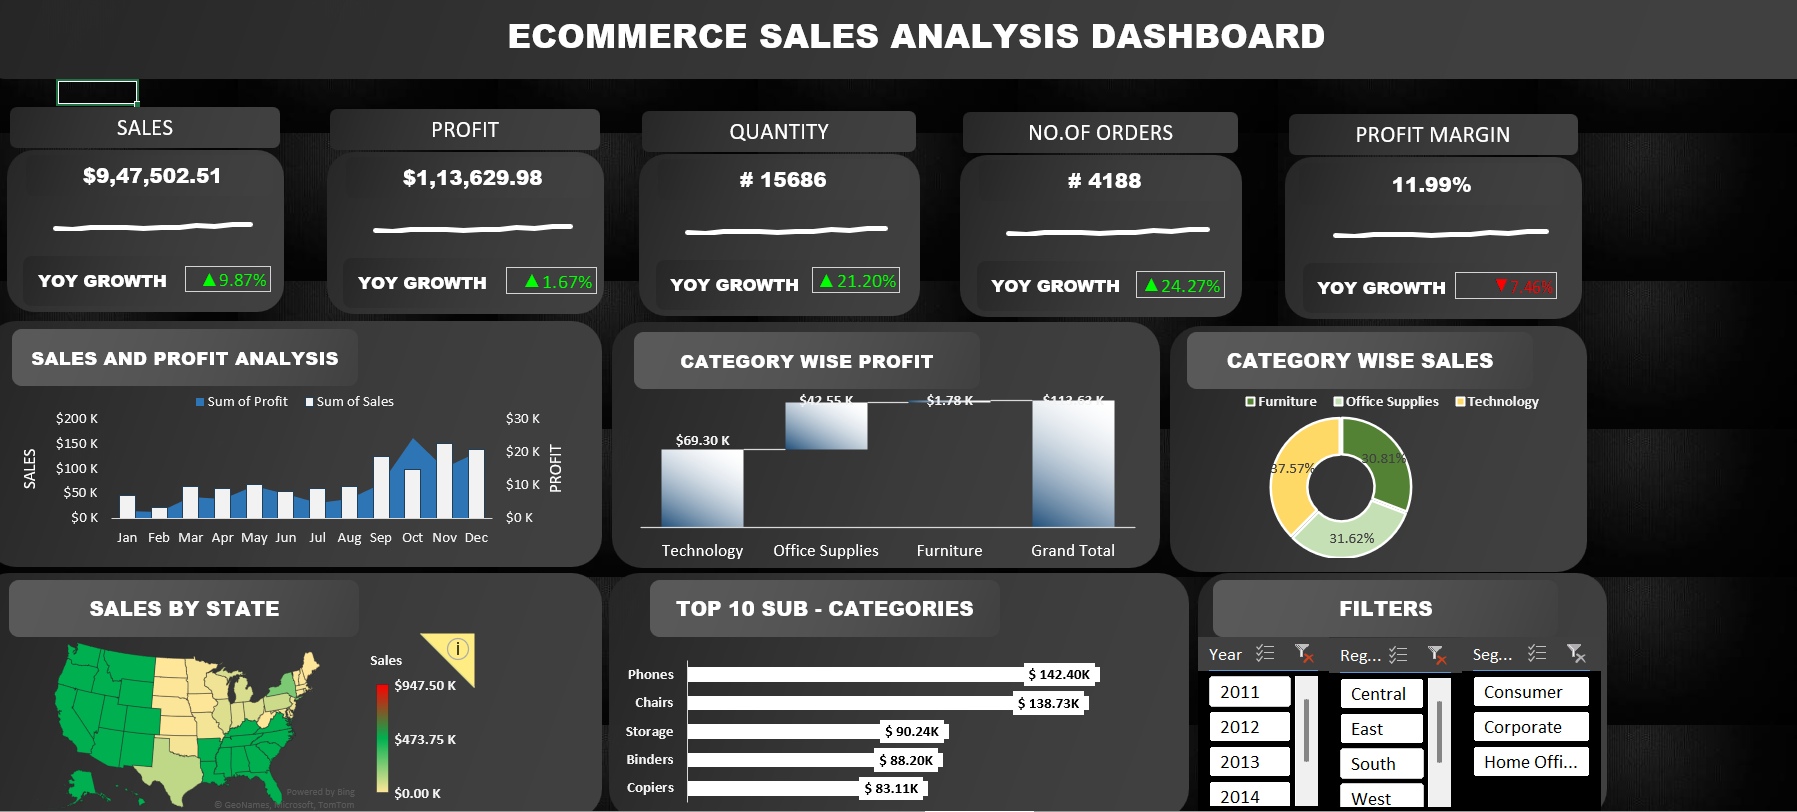 ECOMMERCE SALES ANALYSIS DASHBOARD
SALES
$9,47,502.51
YOY GROWTH ▲9.87%
PROFIT
$1,13,629.98
YOY GROWTH ▲1.67%
QUANTITY
# 15686
YOY GROWTH ▲21.20%
NO.OF ORDERS
# 4188
YOY GROWTH ▲24.27%
PROFIT MARGIN
11.99%
YOY GROWTH ▼7.46%
SALES AND PROFIT ANALYSIS
Sum of Profit Sum of Sales
SALES
$200 K
$150 K
$100 K
$50 K
$0 K
$30 K
$20 K
$10 K
$0 K
PROFIT
Jan Feb Mar Apr May Jun Jul Aug Sep Oct Nov Dec
CATEGORY WISE PROFIT
$69.30 K
$42.55 K
$1.78 K
$113.63 K
Technology Office Supplies Furniture Grand Total
CATEGORY WISE SALES
Furniture Office Supplies Technology
37.57%
30.81%
31.62%
SALES BY STATE
Sales
$947.50 K
$473.75 K
$0.00 K
i
Powered by Bing
© GeoNames, Microsoft, TomTom
TOP 10 SUB - CATEGORIES
Phones $ 142.40K
Chairs $ 138.73K
Storage $ 90.24K
Binders $ 88.20K
Copiers $ 83.11K
FILTERS
Year
2011
2012
2013
2014
Reg...
Central
East
South
West
Seg...
Consumer
Corporate
Home Offi...